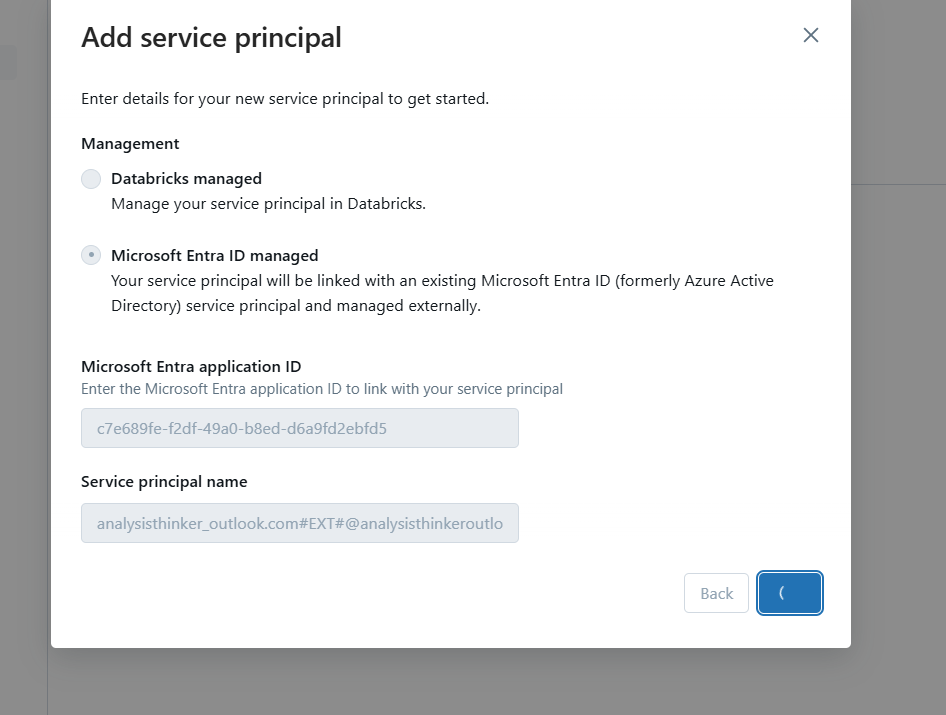 Add service principal
Enter details for your new service principal to get started.
Management
Databricks managed
Manage your service principal in Databricks.
Microsoft Entra ID managed
Your service principal will be linked with an existing Microsoft Entra ID (formerly Azure Active
Directory) service principal and managed externally.
Microsoft Entra application ID
Enter the Microsoft Entra application ID to link with your service principal
c7e689fe-f2df-49a0-b8ed-d6a9fd2ebfd5
Service principal name
analysisthinker_outlook.com#EXT#@analysisthinkeroutlo
Back